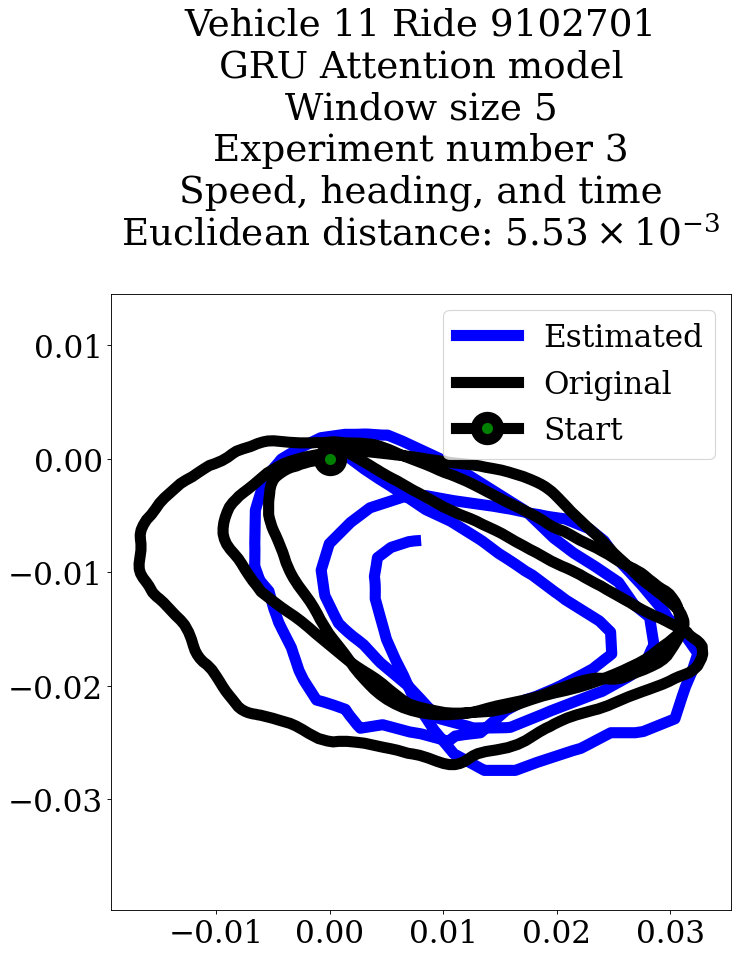 Vehicle 11 Ride 9102701
GRU Attention model
Window size 5
Experiment number 3
Speed, heading, and time
Euclidean distance: 5.53 × 10⁻³
Estimated
Original
Start
0.01
0.00
−0.01
−0.02
−0.03
−0.01 0.00 0.01 0.02 0.03